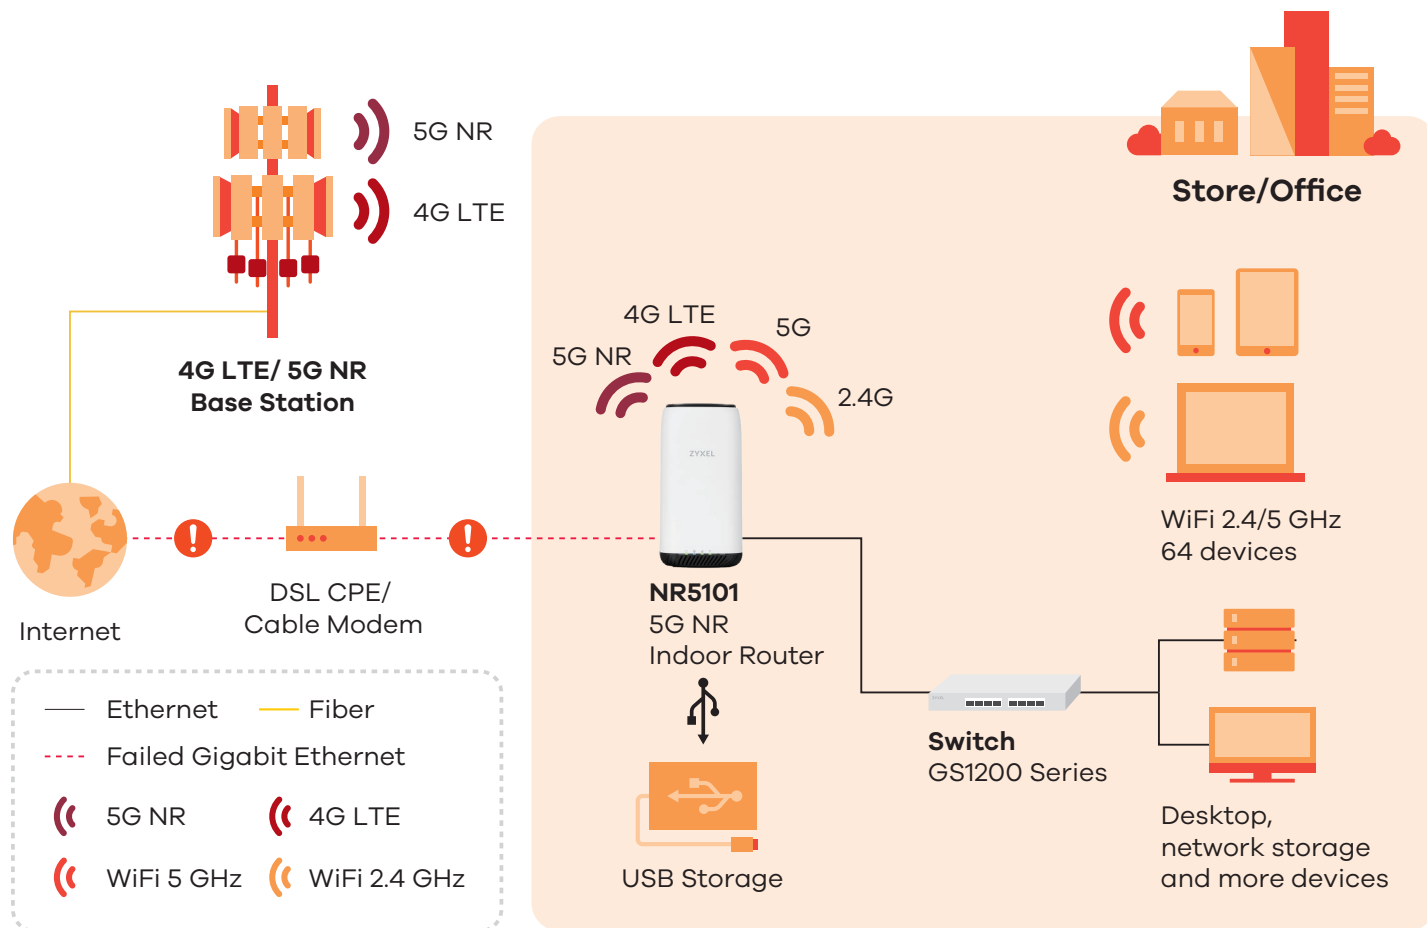 Store/Office
5G NR
4G LTE
4G LTE/ 5G NR
Base Station
4G LTE
5G
5G NR
2.4G
ZYXEL
WiFi 2.4/5 GHz
64 devices
Internet
DSL CPE/
Cable Modem
NR5101
5G NR
Indoor Router
Switch
GS1200 Series
USB Storage
Desktop,
network storage
and more devices
Ethernet
Fiber
Failed Gigabit Ethernet
5G NR
4G LTE
WiFi 5 GHz
WiFi 2.4 GHz